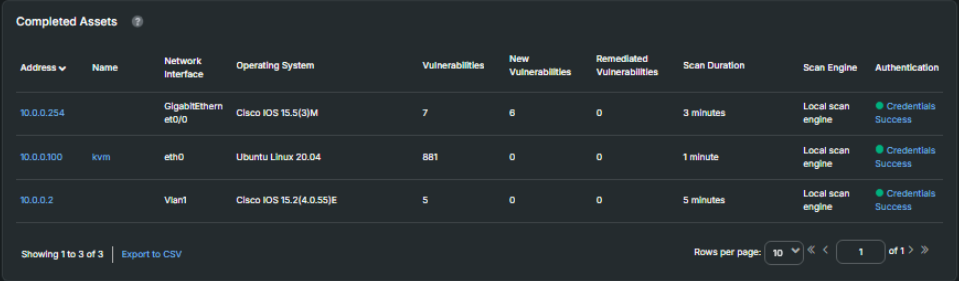 Completed Assets ?
Address Name Network Interface Operating System Vulnerabilities New Vulnerabilities Remediated Vulnerabilities Scan Duration Scan Engine Authentication
10.0.0.254 GigabitEthernet0/0 Cisco IOS 15.5(3)M 7 6 0 3 minutes Local scan engine Credentials Success
10.0.0.100 kvm eth0 Ubuntu Linux 20.04 881 0 0 1 minute Local scan engine Credentials Success
10.0.0.2 Vlan1 Cisco IOS 15.2(4.0.55)E 5 0 0 5 minutes Local scan engine Credentials Success
Showing 1 to 3 of 3 Export to CSV Rows per page: 10 1 of 1